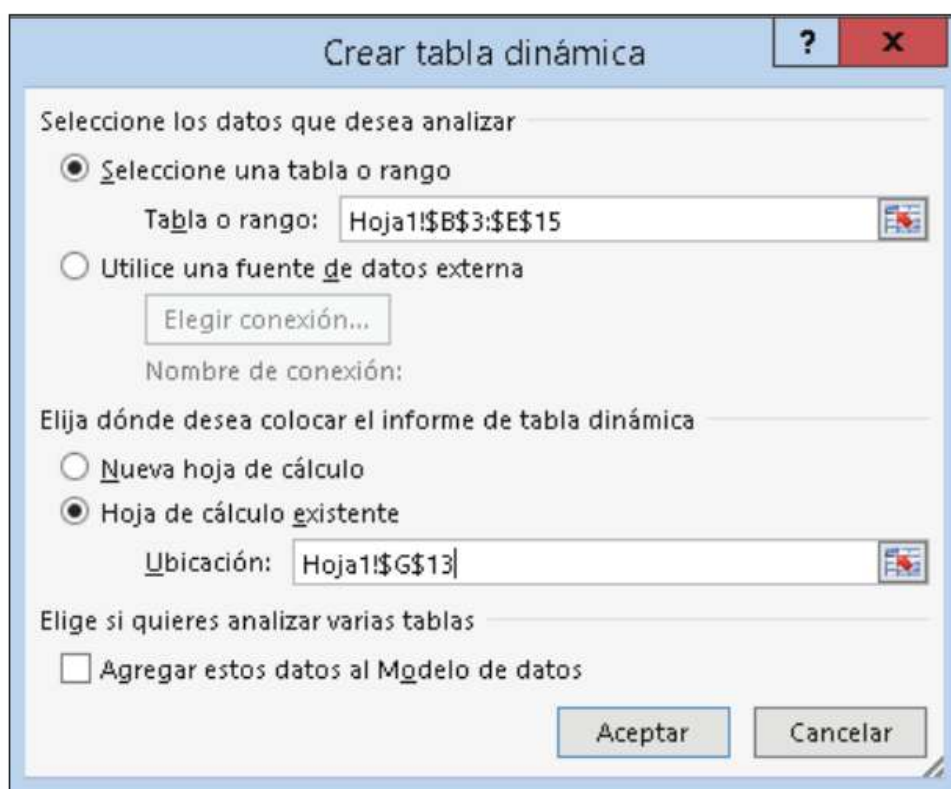 Crear tabla dinámica
?
x
Seleccione los datos que desea analizar
Seleccione una tabla o rango
Tabla o rango: Hoja1!$B$3:$E$15
Utilice una fuente de datos externa
Elegir conexión...
Nombre de conexión:
Elija dónde desea colocar el informe de tabla dinámica
Nueva hoja de cálculo
Hoja de cálculo existente
Ubicación: Hoja1!$G$13
Elige si quieres analizar varias tablas
Agregar estos datos al Modelo de datos
Aceptar Cancelar